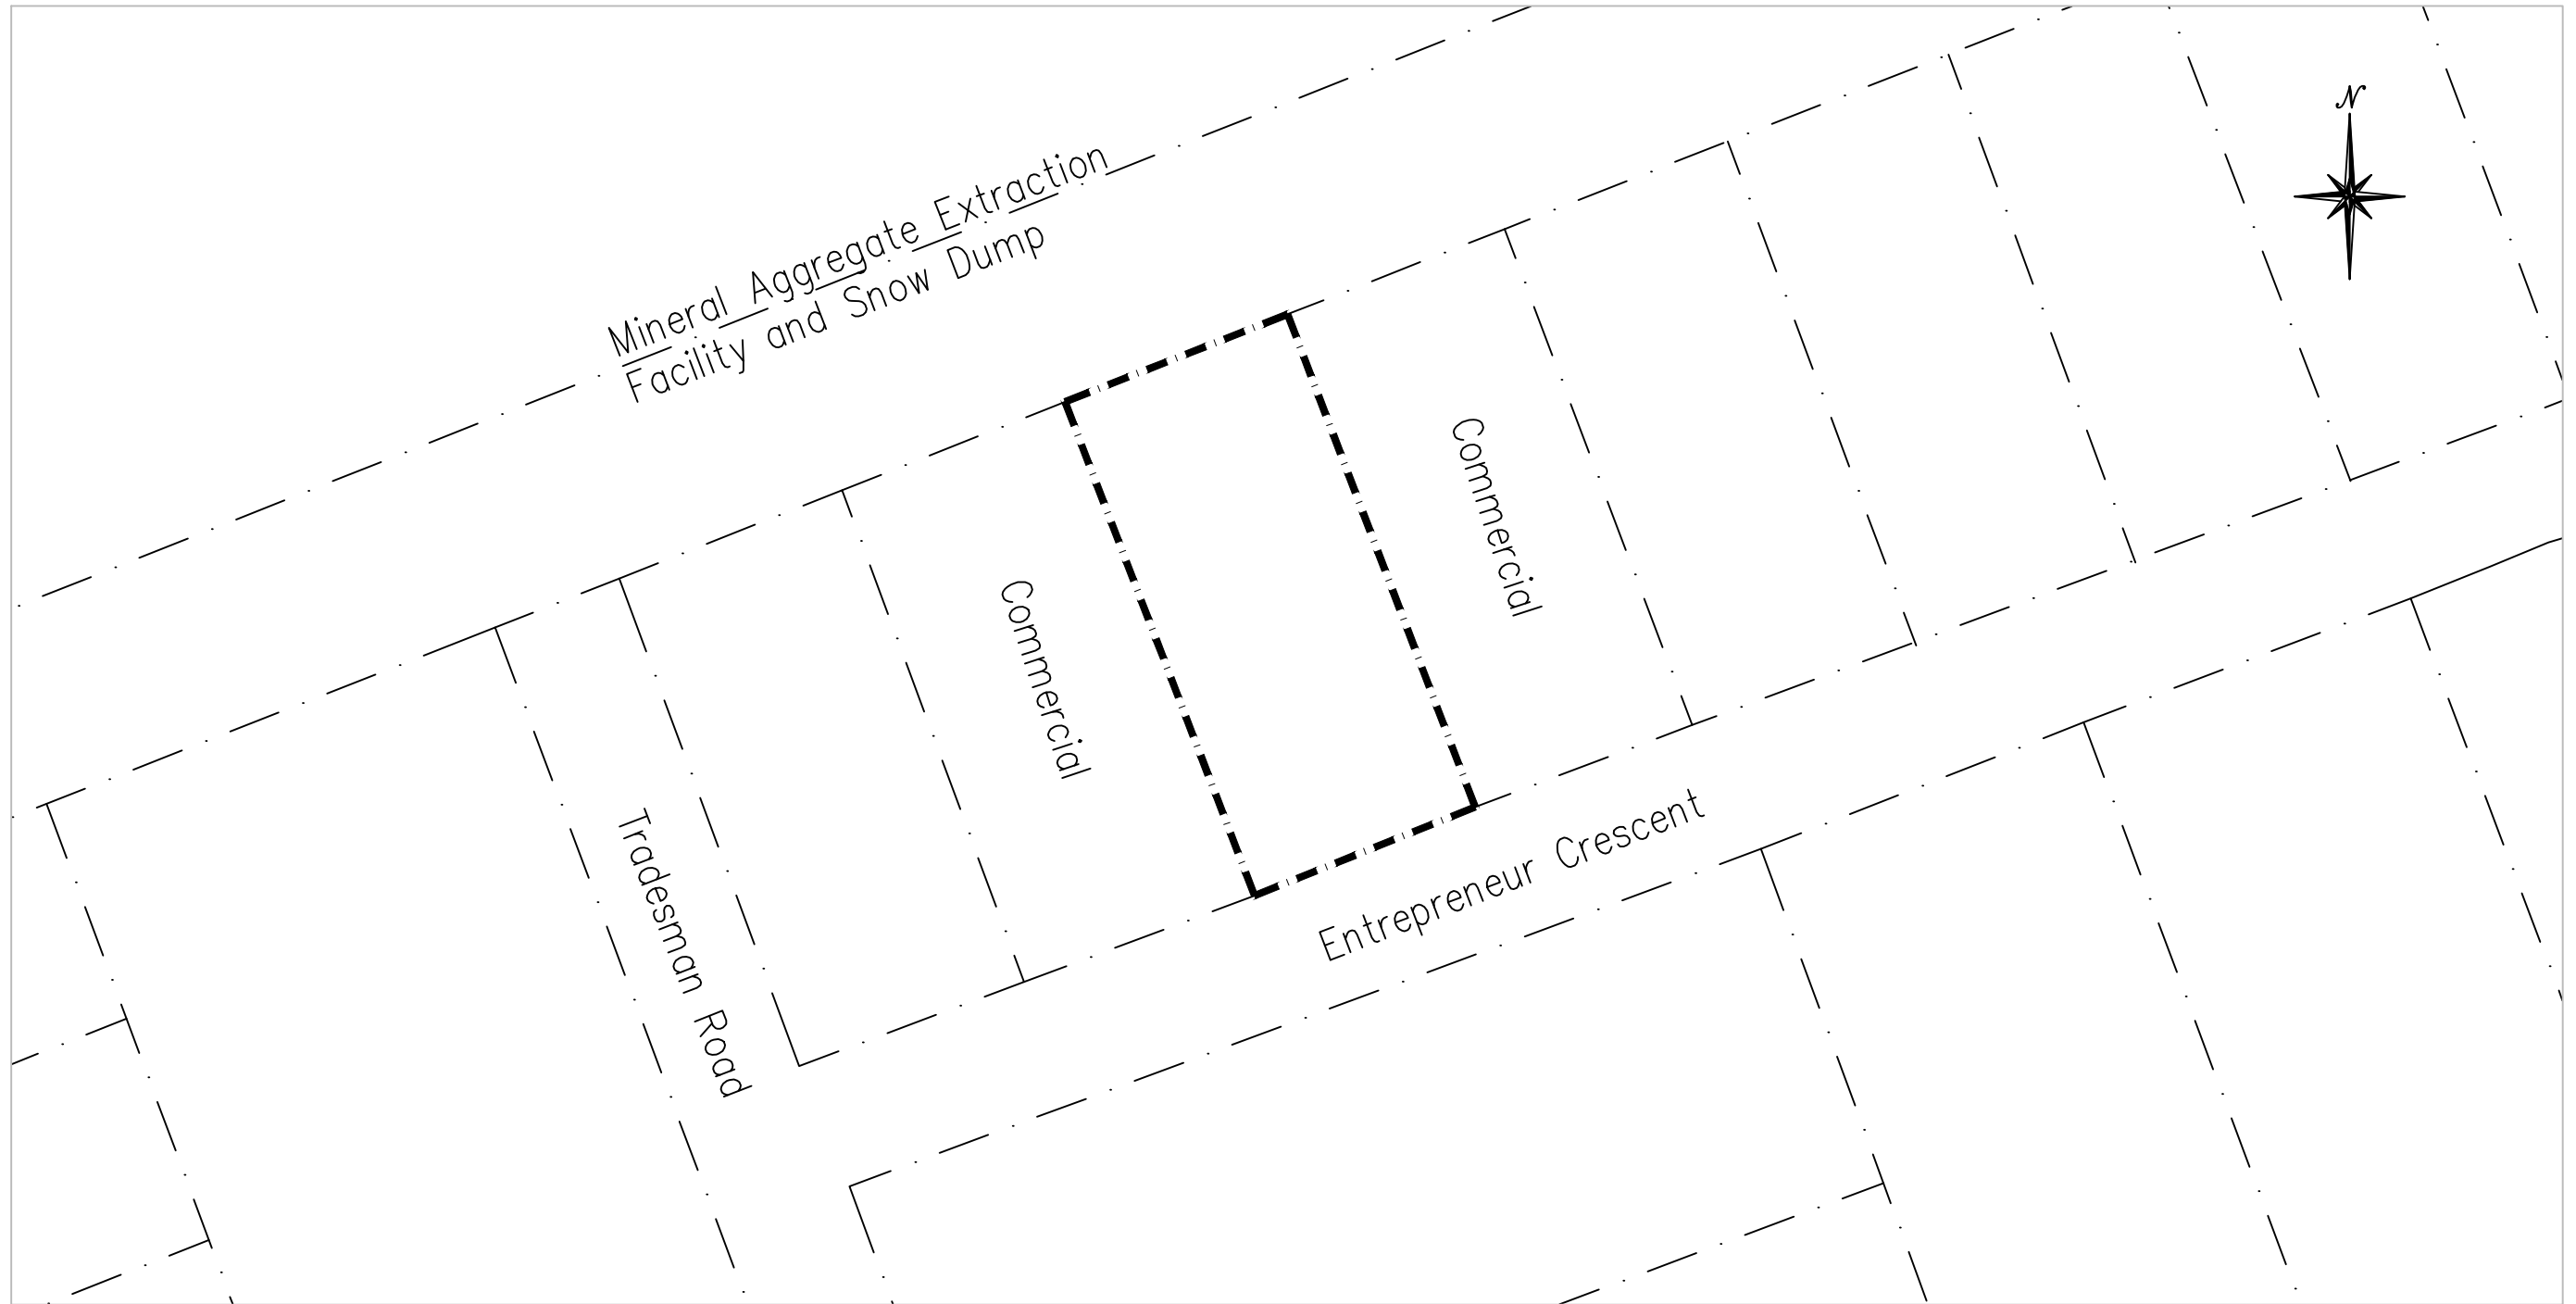 N
Mineral Aggregate Extraction
Facility and Snow Dump
Commercial
Commercial
Tradesman Road
Entrepreneur Crescent